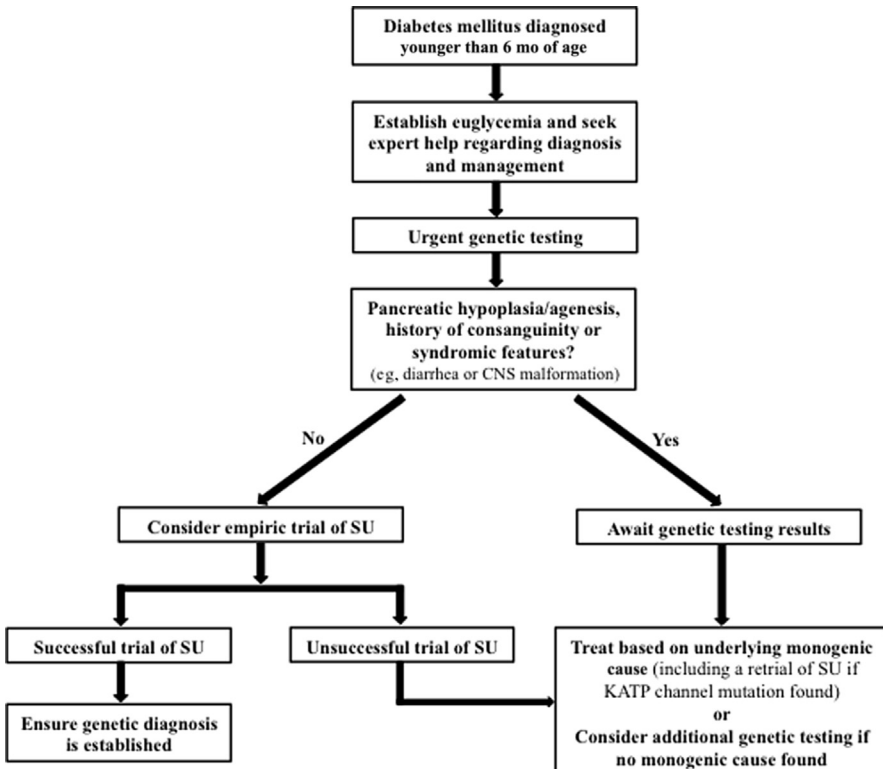 Diabetes mellitus diagnosed
younger than 6 mo of age
Establish euglycemia and seek
expert help regarding diagnosis
and management
Urgent genetic testing
Pancreatic hypoplasia/agenesis,
history of consanguinity or
syndromic features?
(eg, diarrhea or CNS malformation)
No
Yes
Consider empiric trial of SU
Await genetic testing results
Successful trial of SU
Unsuccessful trial of SU
Treat based on underlying monogenic
cause (including a retrial of SU if
KATP channel mutation found)
or
Consider additional genetic testing if
no monogenic cause found
Ensure genetic diagnosis
is established